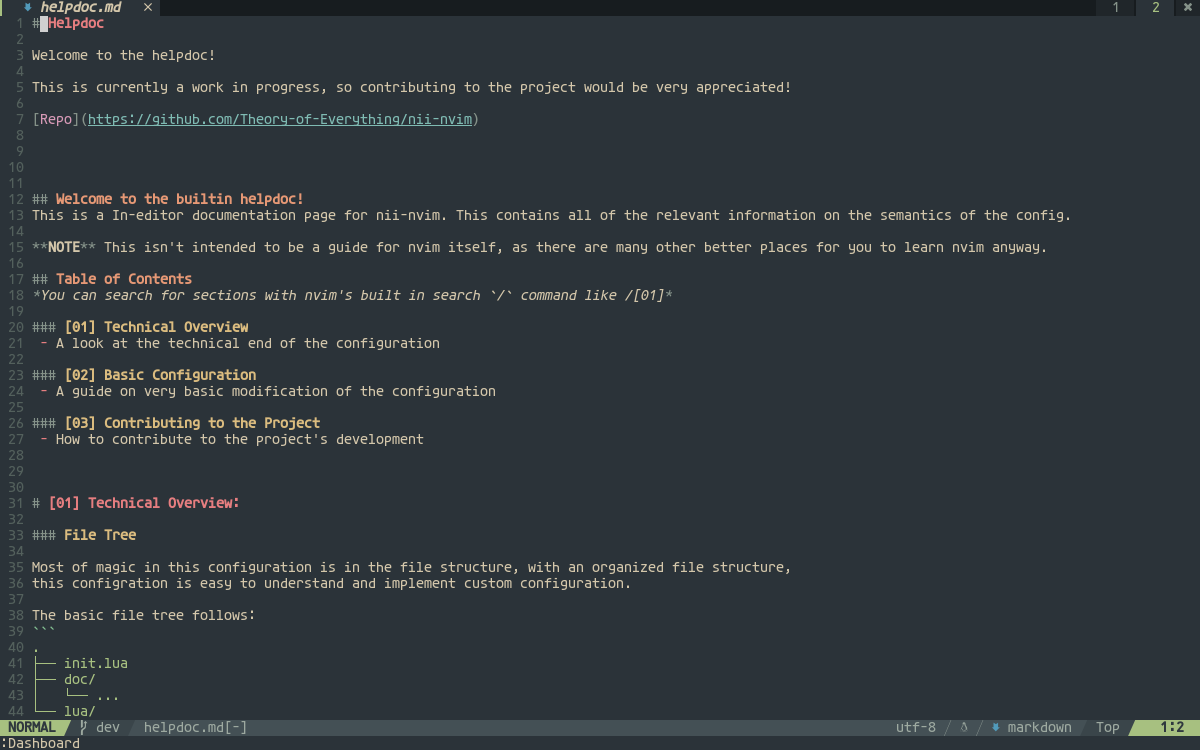 helpdoc.md × 1 2 ✖
1 # Helpdoc
2
3 Welcome to the helpdoc!
4
5 This is currently a work in progress, so contributing to the project would be very appreciated!
6
7 [Repo](https://github.com/Theory-of-Everything/nii-nvim)
8
9
10
11
12 ## Welcome to the builtin helpdoc!
13 This is a In-editor documentation page for nii-nvim. This contains all of the relevant information on the semantics of the config.
14
15 **NOTE** This isn't intended to be a guide for nvim itself, as there are many other better places for you to learn nvim anyway.
16
17 ## Table of Contents
18 *You can search for sections with nvim's built in search `/` command like /[01]*
19
20 ### [01] Technical Overview
21  - A look at the technical end of the configuration
22
23 ### [02] Basic Configuration
24  - A guide on very basic modification of the configuration
25
26 ### [03] Contributing to the Project
27  - How to contribute to the project's development
28
29
30
31 # [01] Technical Overview:
32
33 ### File Tree
34
35 Most of magic in this configuration is in the file structure, with an organized file structure,
36 this configration is easy to understand and implement custom configuration.
37
38 The basic file tree follows:
39 ```
40 .
41 ├── init.lua
42 ├── doc/
43 │   └── ...
44 └── lua/
NORMAL dev helpdoc.md[-] utf-8 markdown Top 1:2
:Dashboard